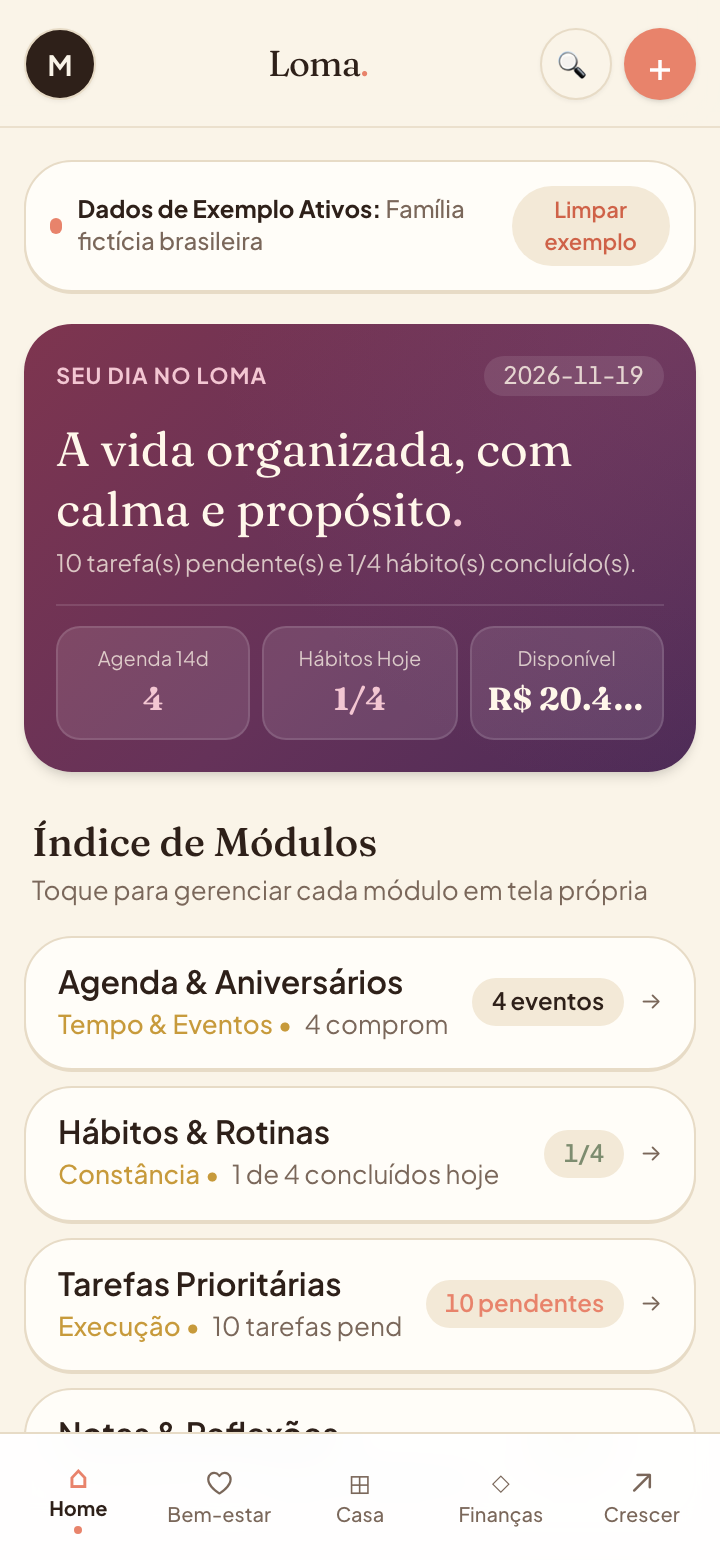 M
Loma.
+
Dados de Exemplo Ativos: Família
fictícia brasileira
Limpar
exemplo
SEU DIA NO LOMA
2026-11-19
A vida organizada, com
calma e propósito.
10 tarefa(s) pendente(s) e 1/4 hábito(s) concluído(s).
Agenda 14d
4
Hábitos Hoje
1/4
Disponível
R$ 20.4...
Índice de Módulos
Toque para gerenciar cada módulo em tela própria
Agenda & Aniversários
Tempo & Eventos • 4 comprom
4 eventos →
Hábitos & Rotinas
Constância • 1 de 4 concluídos hoje
1/4 →
Tarefas Prioritárias
Execução • 10 tarefas pend
10 pendentes →
Notas & Reflexões
Home
Bem-estar
Casa
Finanças
Crescer